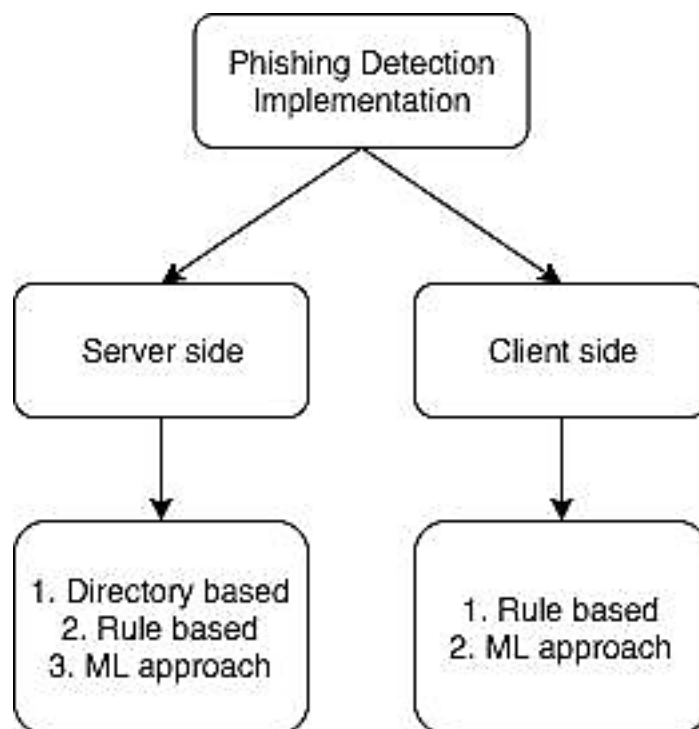 Phishing Detection
Implementation
Server side
Client side
1. Directory based
2. Rule based
3. ML approach
1. Rule based
2. ML approach